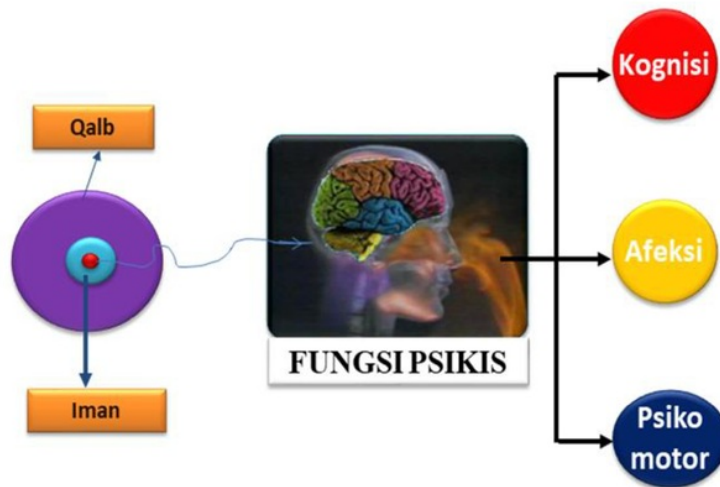 Qalb
Iman
FUNGSI PSIKIS
Kognisi
Afeksi
Psiko
motor